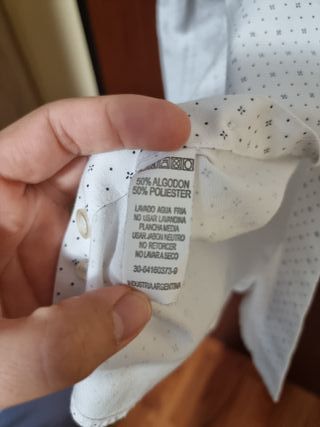 50% ALGODON
50% POLIESTER
LAVADO AGUA FRIA
NO USAR LAVANDINA
PLANCHA MEDIA
USAR JABON NEUTRO
NO RETORCER
NO LAVAR A SECO
30-64160373-9
INDUSTRIA ARGENTINA